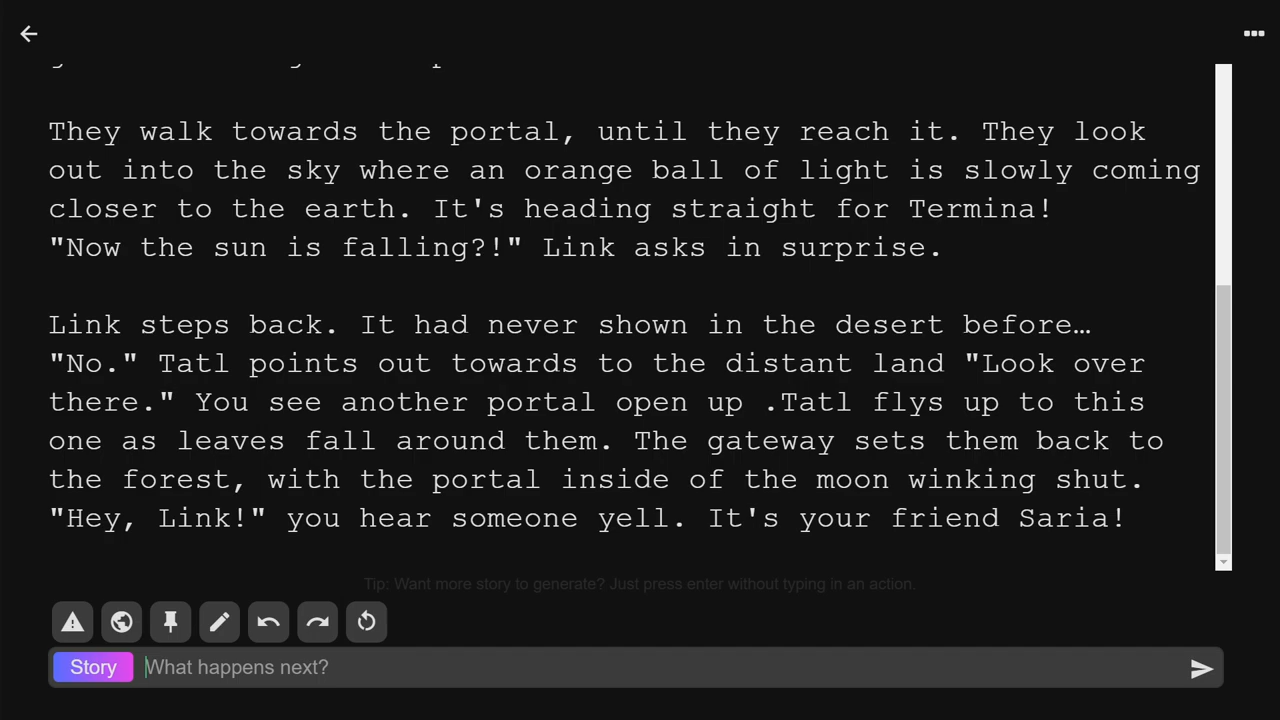 They walk towards the portal, until they reach it. They look
out into the sky where an orange ball of light is slowly coming
closer to the earth. It's heading straight for Termina!
"Now the sun is falling?!" Link asks in surprise.
Link steps back. It had never shown in the desert before…
"No." Tatl points out towards to the distant land "Look over
there." You see another portal open up .Tatl flys up to this
one as leaves fall around them. The gateway sets them back to
the forest, with the portal inside of the moon winking shut.
"Hey, Link!" you hear someone yell. It's your friend Saria!
Tip: Want more story to generate? Just press enter without typing in an action.
Story What happens next?